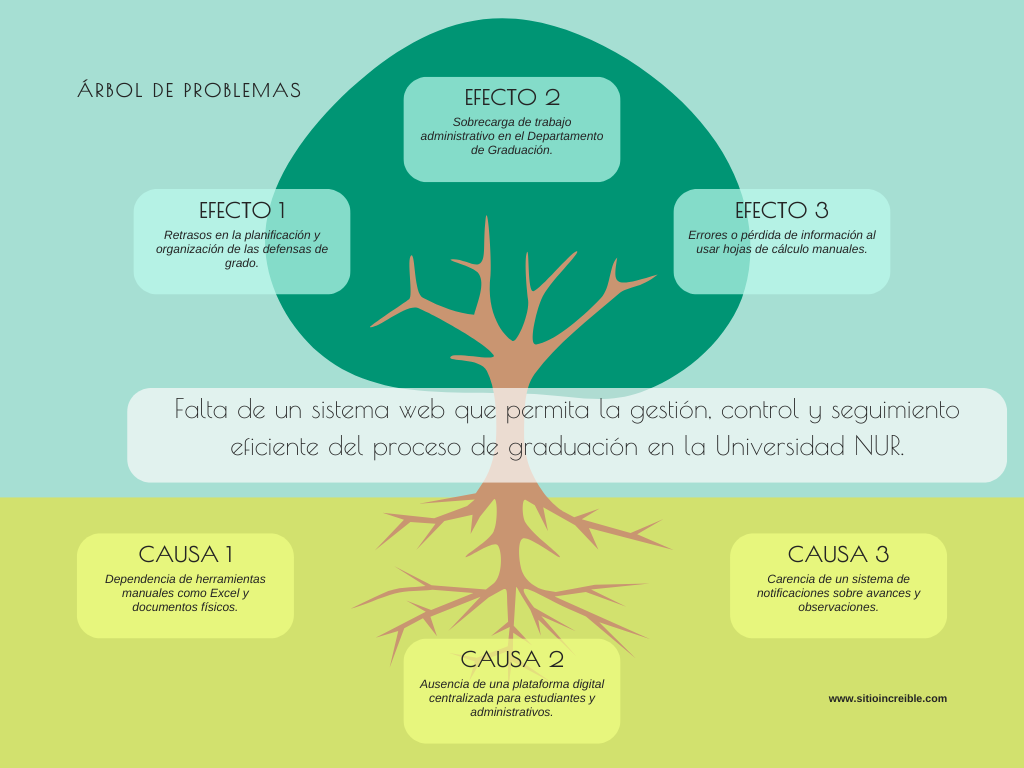 ÁRBOL DE PROBLEMAS
EFECTO 2
Sobrecarga de trabajo
administrativo en el Departamento
de Graduación.
EFECTO 1
Retrasos en la planificación y
organización de las defensas de
grado.
EFECTO 3
Errores o pérdida de información al
usar hojas de cálculo manuales.
Falta de un sistema web que permita la gestión, control y seguimiento
eficiente del proceso de graduación en la Universidad NUR.
CAUSA 1
Dependencia de herramientas
manuales como Excel y
documentos físicos.
CAUSA 3
Carencia de un sistema de
notificaciones sobre avances y
observaciones.
CAUSA 2
Ausencia de una plataforma digital
centralizada para estudiantes y
administrativos.
www.sitioincreible.com